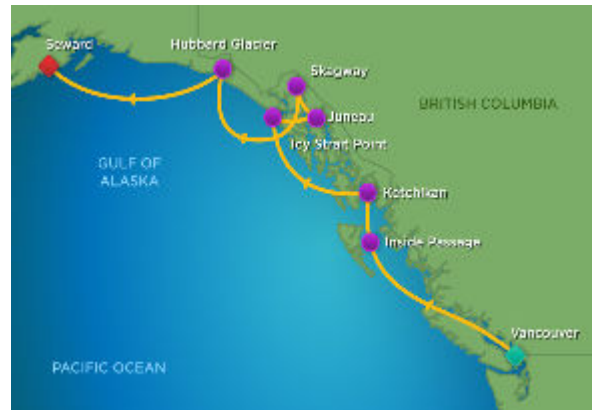 Seward
Hubbard Glacier
Skagway
BRITISH COLUMBIA
Juneau
Icy Strait Point
GULF OF
ALASKA
Ketchikan
Inside Passage
Vancouver
PACIFIC OCEAN